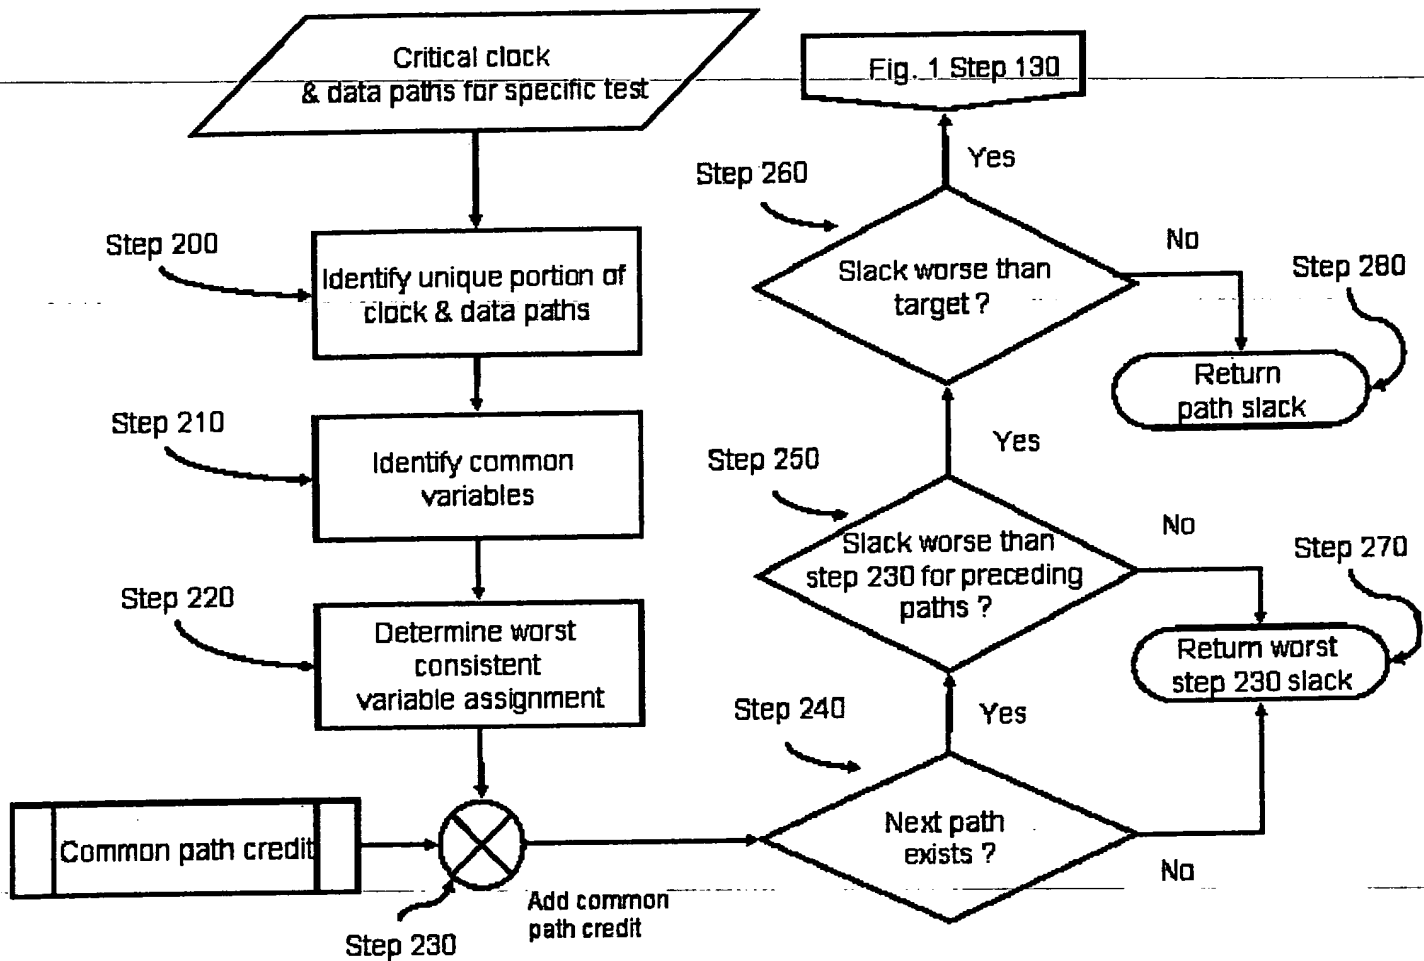 Critical clock
& data paths for specific test
Step 200
Identify unique portion of
clock & data paths
Step 210
Identify common
variables
Step 220
Determine worst
consistent
variable assignment
Common path credit
Step 230
Add common
path credit
Step 240
Next path
exists ?
Yes
No
Step 250
Slack worse than
step 230 for preceding
paths ?
Yes
No
Step 270
Return worst
step 230 slack
Step 260
Slack worse than
target ?
Yes
No
Step 280
Return
path slack
Fig. 1 Step 130